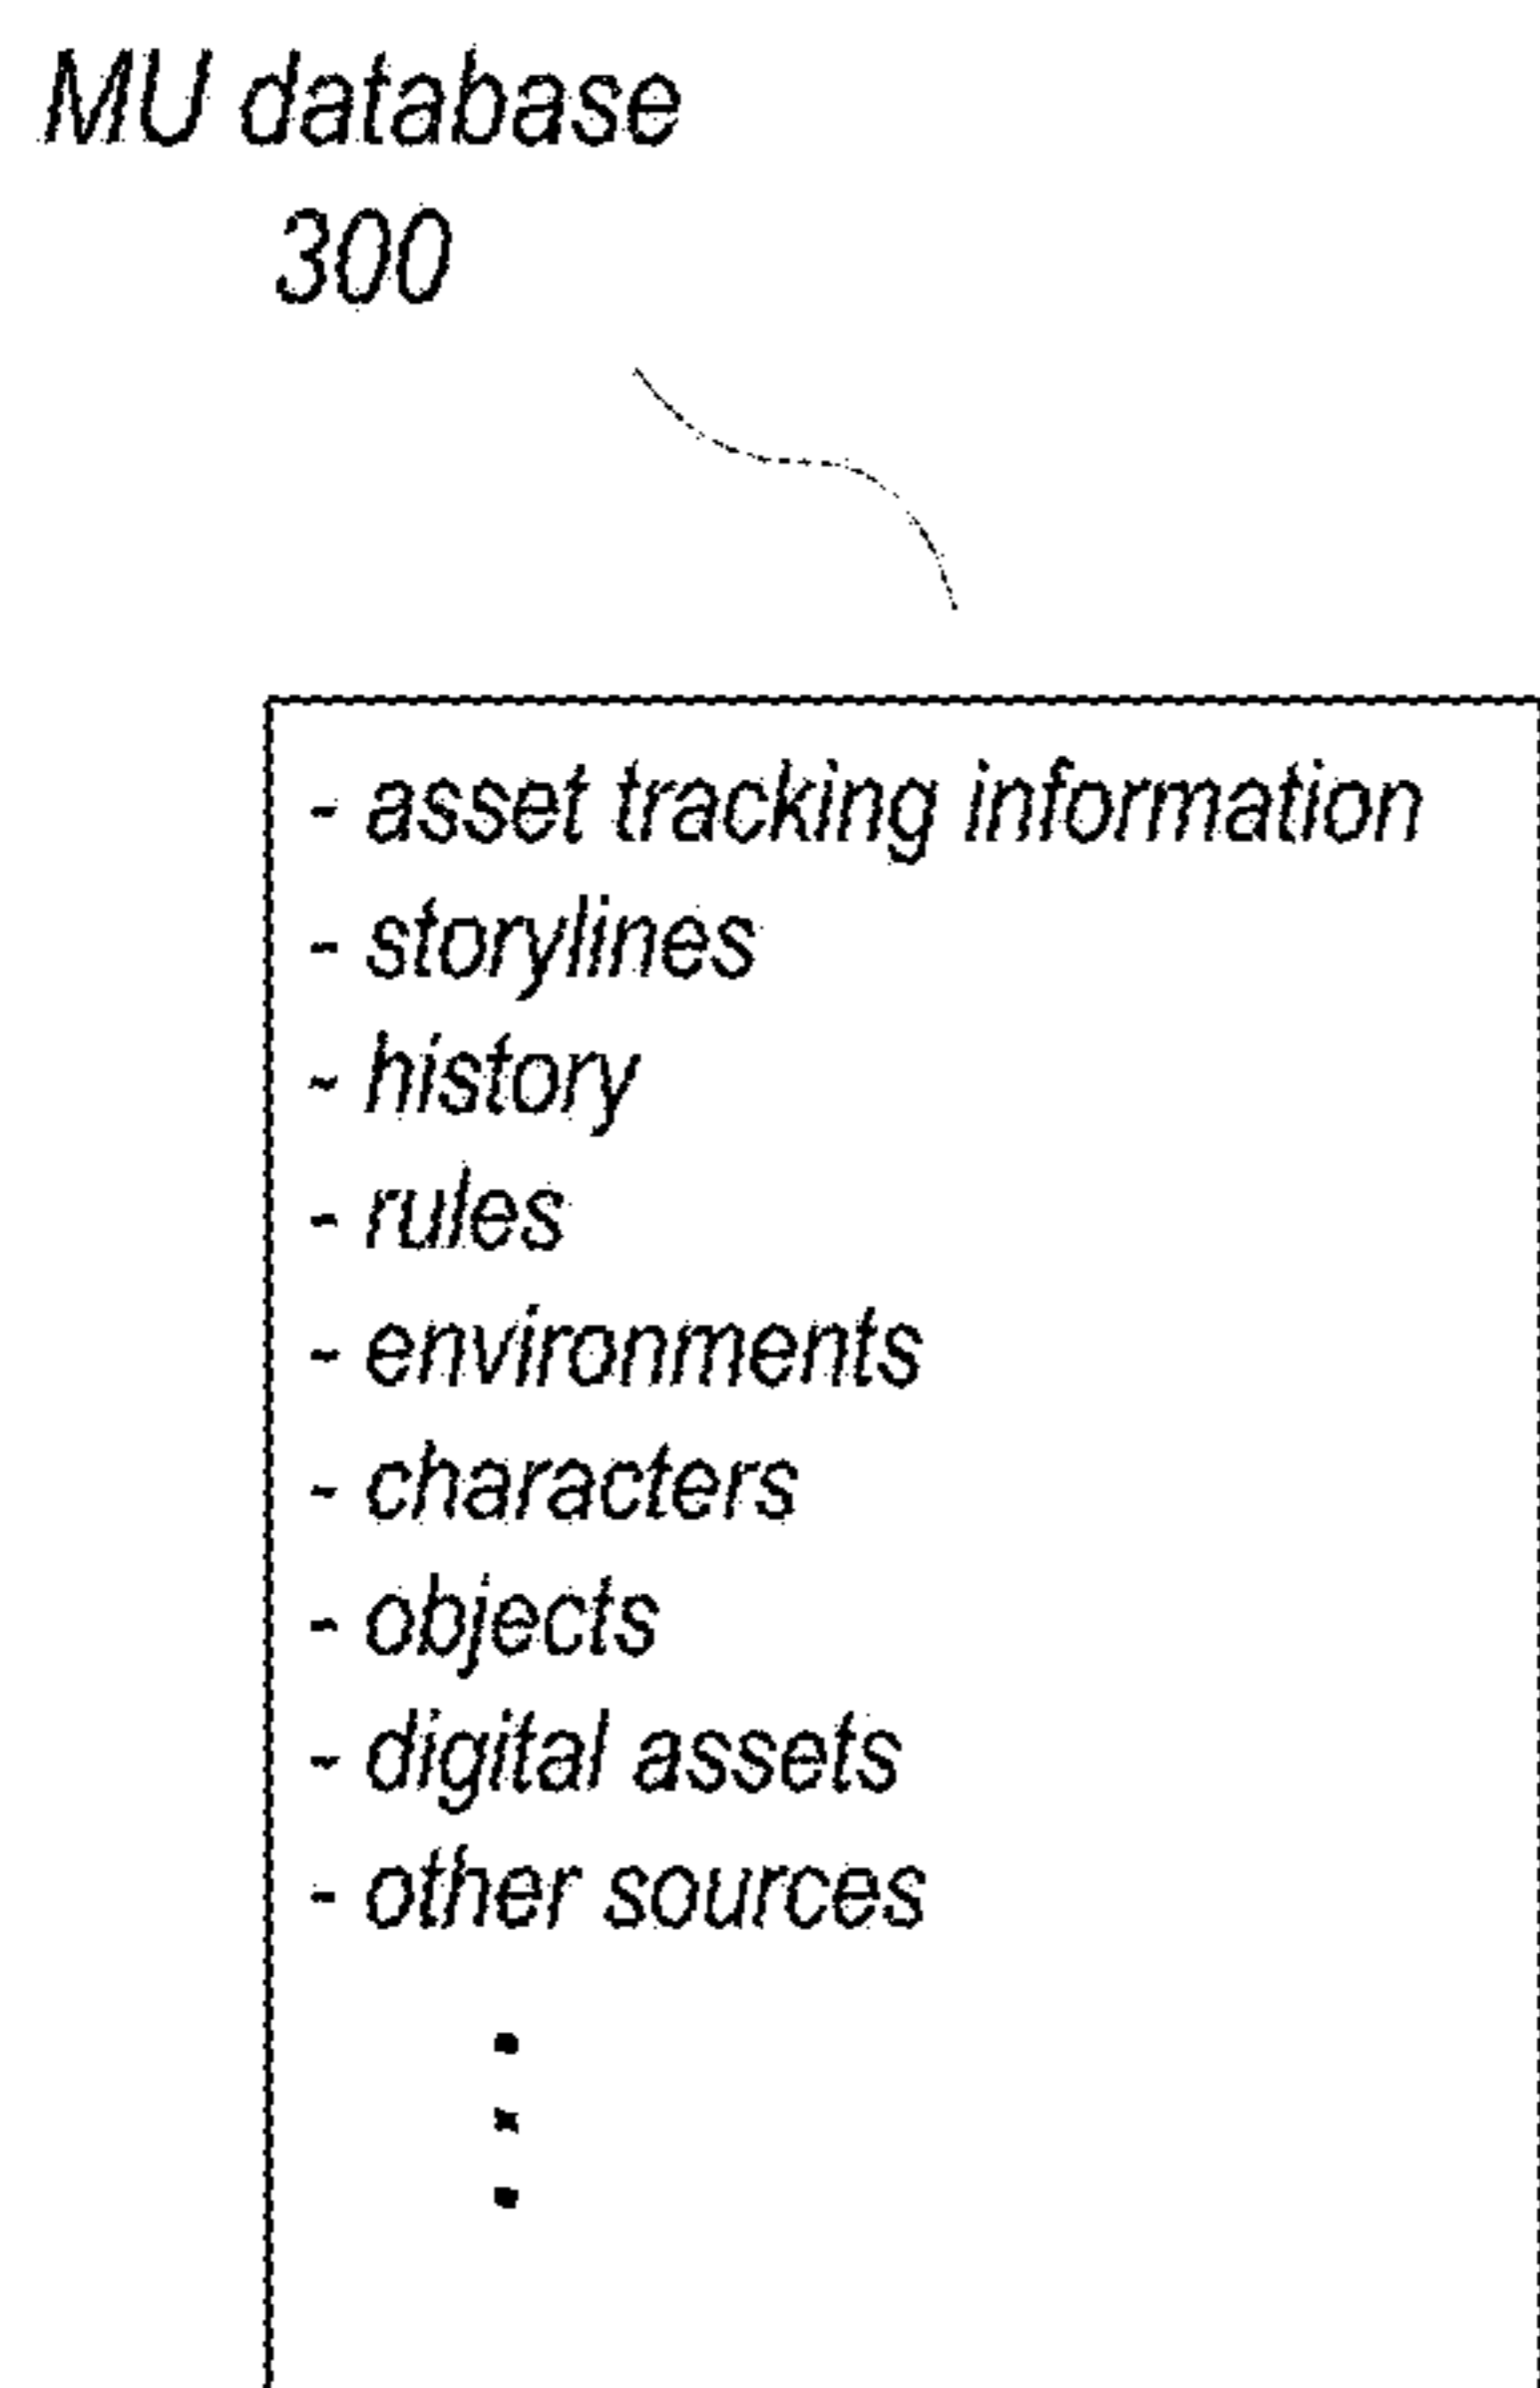 MU database
300
- asset tracking information
- storylines
- history
- rules
- environments
- characters
- objects
- digital assets
- other sources